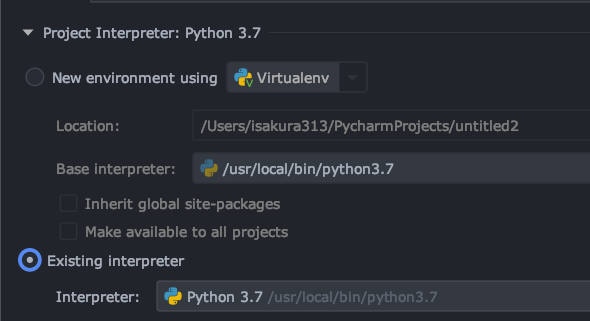 Project Interpreter: Python 3.7
New environment using Virtualenv
Location: /Users/isakura313/PycharmProjects/untitled2
Base interpreter: /usr/local/bin/python3.7
Inherit global site-packages
Make available to all projects
Existing interpreter
Interpreter: Python 3.7 /usr/local/bin/python3.7